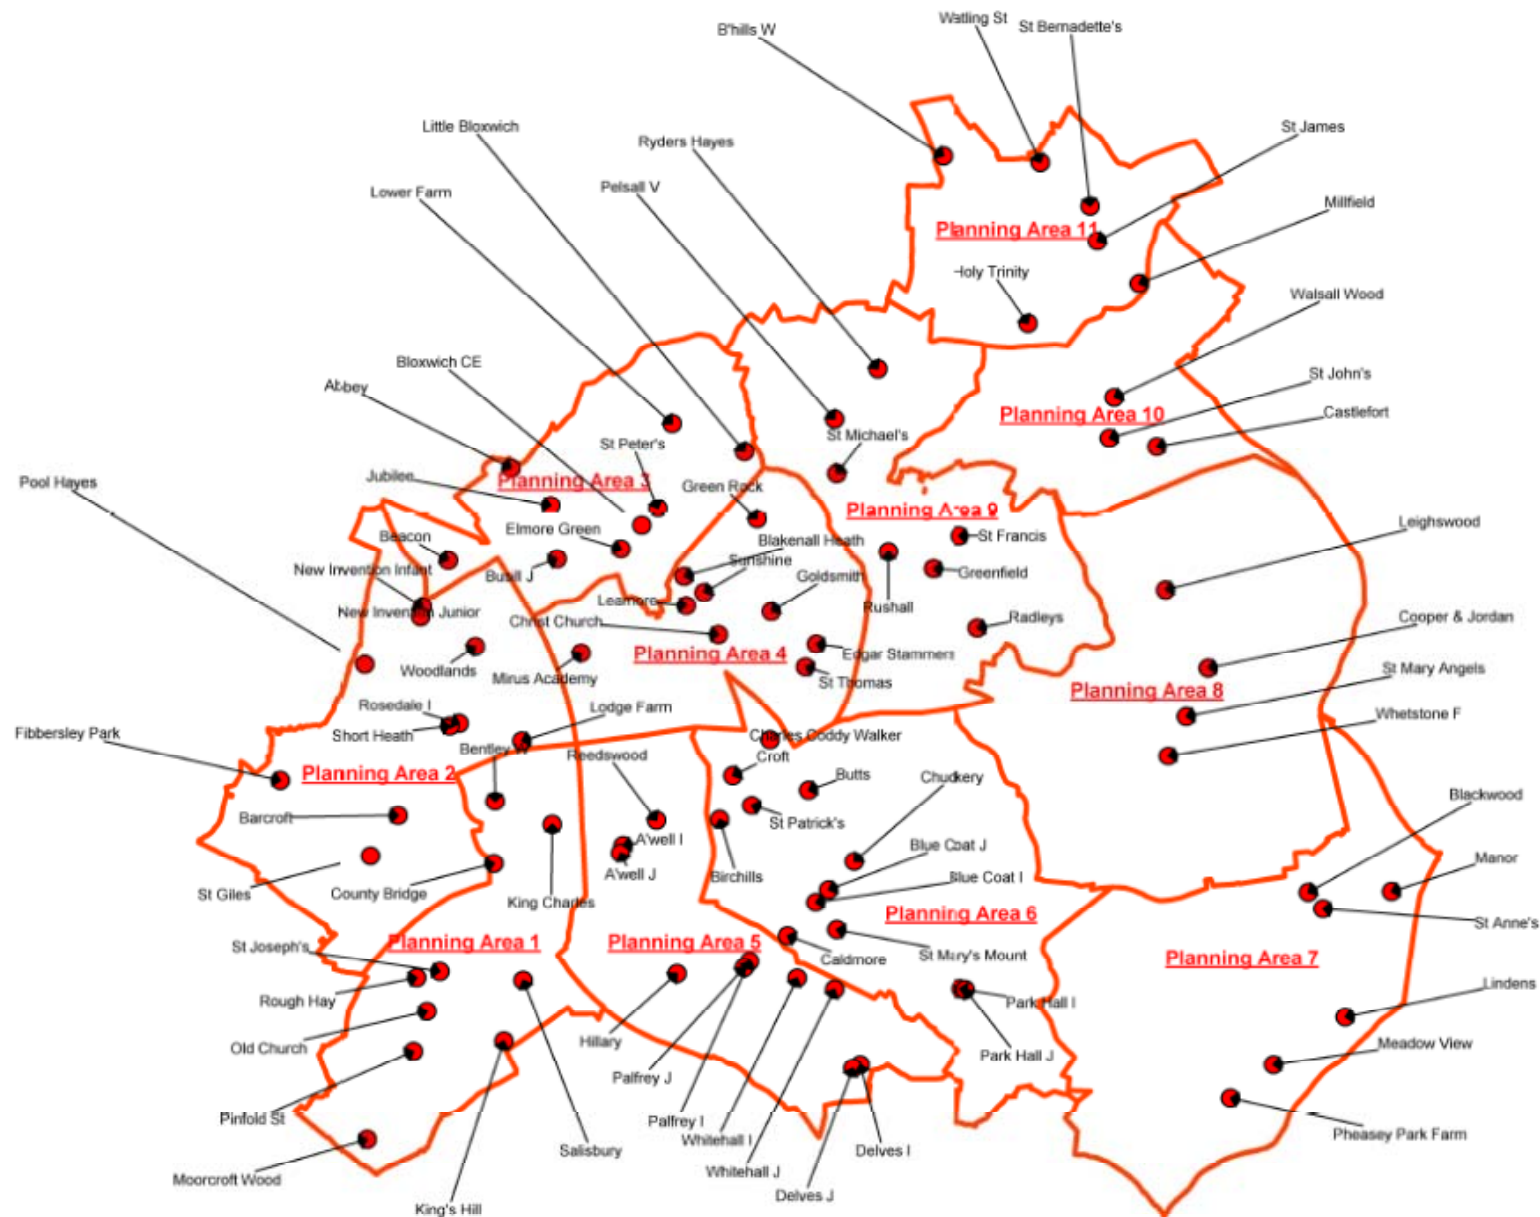 Watling St
B'hills W
St Bernadette's
Little Bloxwich
Ryders Hayes
St James
Lower Farm
Pelsall V
Millfield
Planning Area 11
Holy Trinity
Walsall Wood
Bloxwich CE
St John's
Abbey
Planning Area 10
Castlefort
St Michael's
St Peter's
Jubilee
Planning Area 3
Pool Hayes
Green Rock
Planning Area 9
Leighswood
Elmore Green
Beacon
St Francis
Blakenall Heath
Sunshine
New Invention Infant
Busill J
Goldsmith
Greenfield
Leamore
Rushall
New Invention Junior
Christ Church
Radleys
Cooper & Jordan
Planning Area 4
Edgar Stammers
Woodlands
Mirus Academy
St Thomas
St Mary Angels
Planning Area 8
Rosedale I
Lodge Farm
Whetstone F
Fibbersley Park
Short Heath
Charles Coddy Walker
Bentley W
Reedswood
Croft
Planning Area 2
Butts
Chuckery
Blackwood
Barcroft
St Patrick's
A'well I
Blue Coat J
Manor
A'well J
Birchills
Blue Coat I
St Giles
County Bridge
King Charles
Planning Area 6
St Anne's
St Joseph's
Planning Area 1
Planning Area 5
Caldmore
St Mary's Mount
Planning Area 7
Lindens
Rough Hay
Park Hall I
Old Church
Hillary
Meadow View
Park Hall J
Palfrey J
Pinfold St
Palfrey I
Pheasey Park Farm
Whitehall I
Salisbury
Delves I
Moorcroft Wood
Whitehall J
Delves J
King's Hill